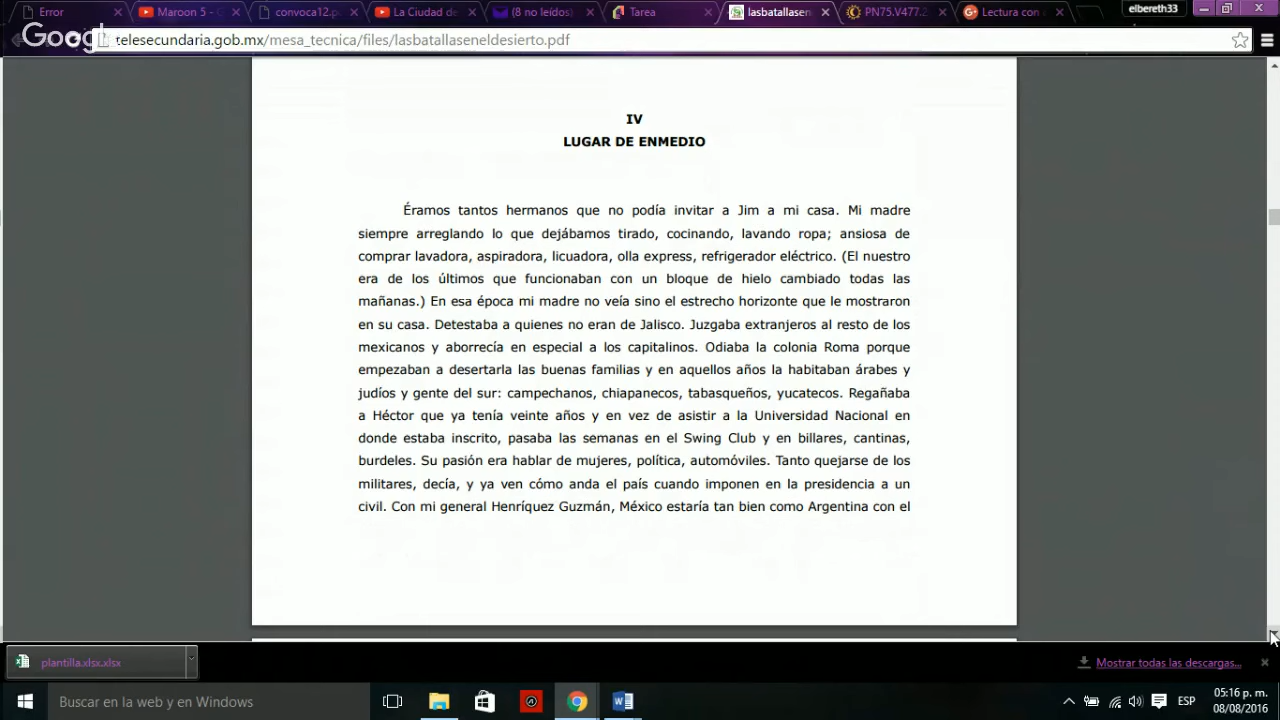 Error
Maroon 5 - C
convoca12.p
La Ciudad de
(8 no leídos)
Tarea
lasbatallasen
PN75.V477.2
Lectura con
elbereth33
Google
telesecundaria.gob.mx/mesa_tecnica/files/lasbatallaseneldesierto.pdf
IV
LUGAR DE ENMEDIO
Éramos tantos hermanos que no podía invitar a Jim a mi casa. Mi madre
siempre arreglando lo que dejábamos tirado, cocinando, lavando ropa; ansiosa de
comprar lavadora, aspiradora, licuadora, olla express, refrigerador eléctrico. (El nuestro
era de los últimos que funcionaban con un bloque de hielo cambiado todas las
mañanas.) En esa época mi madre no veía sino el estrecho horizonte que le mostraron
en su casa. Detestaba a quienes no eran de Jalisco. Juzgaba extranjeros al resto de los
mexicanos y aborrecía en especial a los capitalinos. Odiaba la colonia Roma porque
empezaban a desertarla las buenas familias y en aquellos años la habitaban árabes y
judíos y gente del sur: campechanos, chiapanecos, tabasqueños, yucatecos. Regañaba
a Héctor que ya tenía veinte años y en vez de asistir a la Universidad Nacional en
donde estaba inscrito, pasaba las semanas en el Swing Club y en billares, cantinas,
burdeles. Su pasión era hablar de mujeres, política, automóviles. Tanto quejarse de los
militares, decía, y ya ven cómo anda el país cuando imponen en la presidencia a un
civil. Con mi general Henríquez Guzmán, México estaría tan bien como Argentina con el
plantilla.xlsx.xlsx
Mostrar todas las descargas...
Buscar en la web y en Windows
ESP
05:16 p. m.
08/08/2016